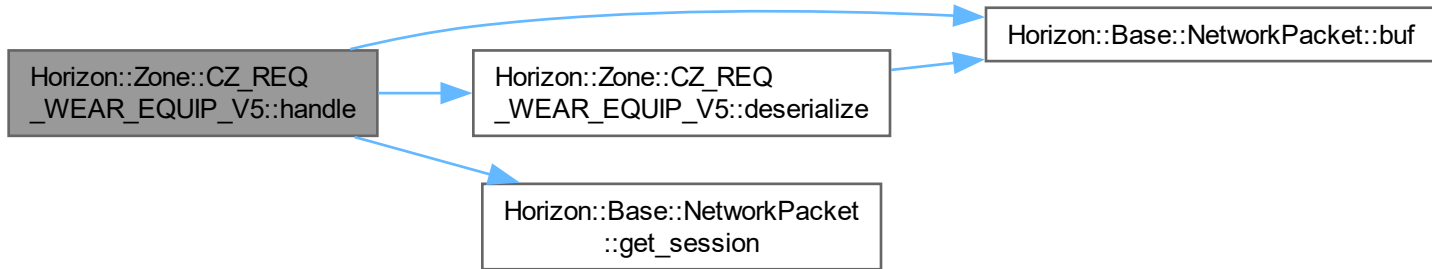 Horizon::Zone::CZ_REQ
_WEAR_EQUIP_V5::handle
Horizon::Zone::CZ_REQ
_WEAR_EQUIP_V5::deserialize
Horizon::Base::NetworkPacket::buf
Horizon::Base::NetworkPacket
::get_session